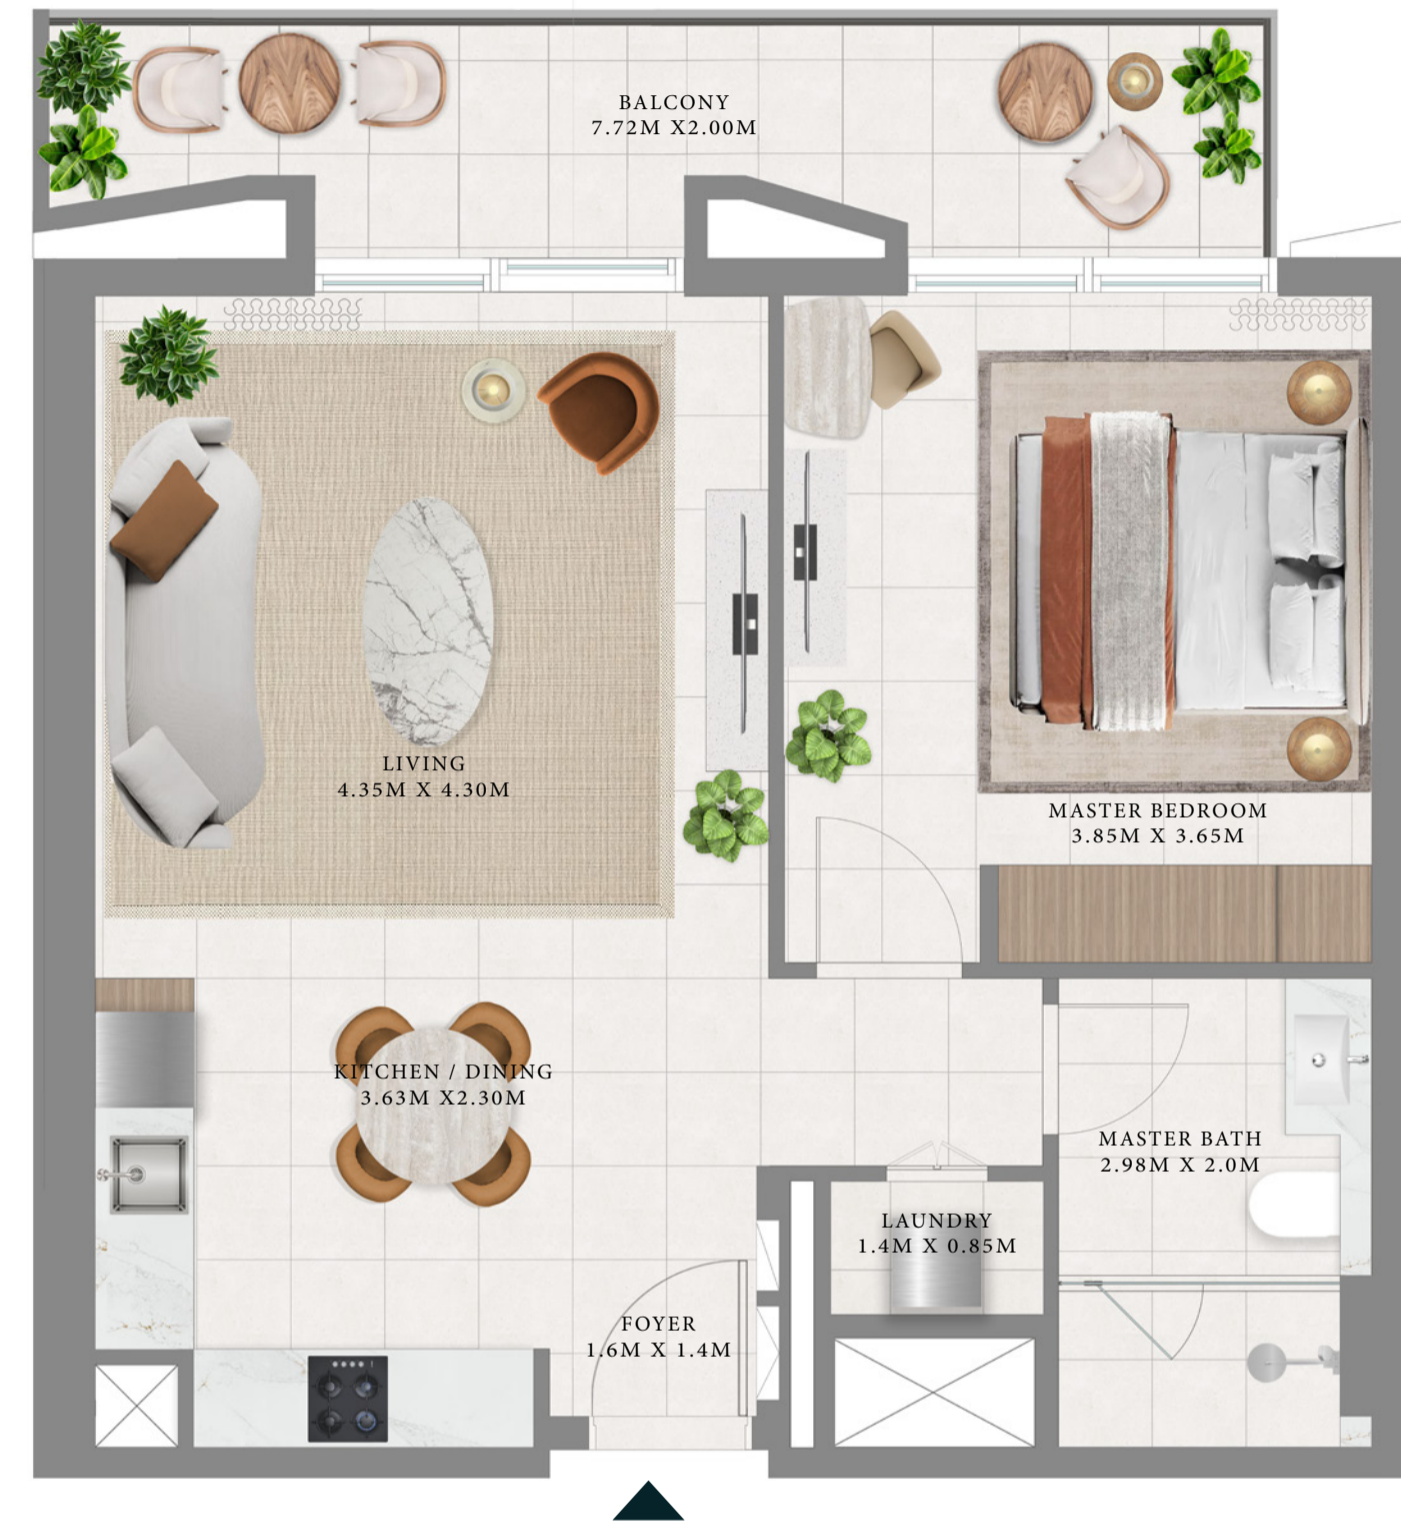 BALCONY
7.72M X2.00M
LIVING
4.35M X 4.30M
MASTER BEDROOM
3.85M X 3.65M
KITCHEN / DINING
3.63M X2.30M
MASTER BATH
2.98M X 2.0M
LAUNDRY
1.4M X 0.85M
FOYER
1.6M X 1.4M